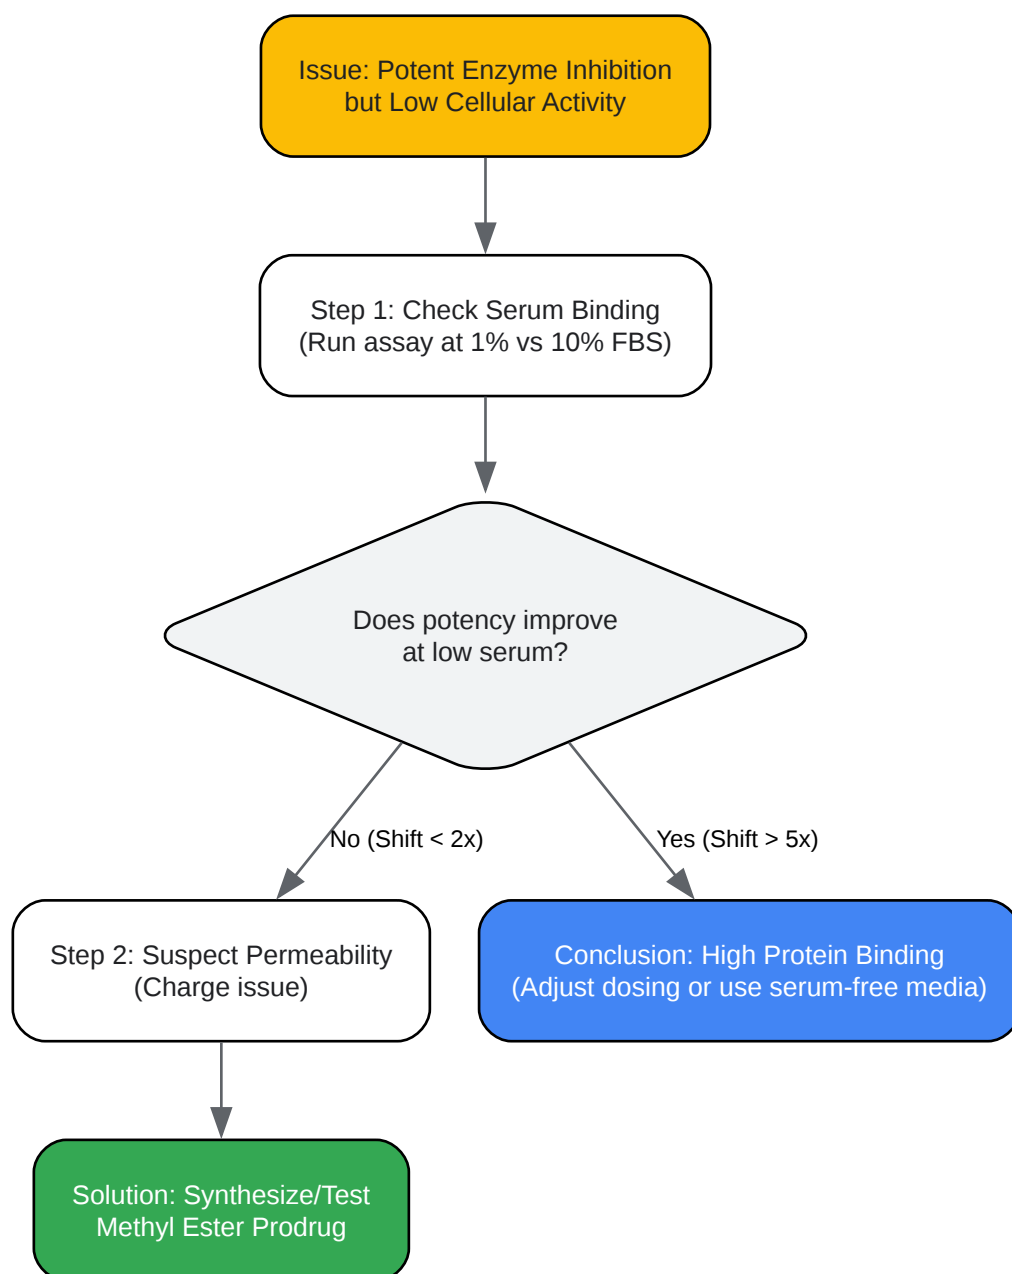 Issue: Potent Enzyme Inhibition
but Low Cellular Activity
Step 1: Check Serum Binding
(Run assay at 1% vs 10% FBS)
Does potency improve
at low serum?
No (Shift < 2x)
Yes (Shift > 5x)
Step 2: Suspect Permeability
(Charge issue)
Conclusion: High Protein Binding
(Adjust dosing or use serum-free media)
Solution: Synthesize/Test
Methyl Ester Prodrug